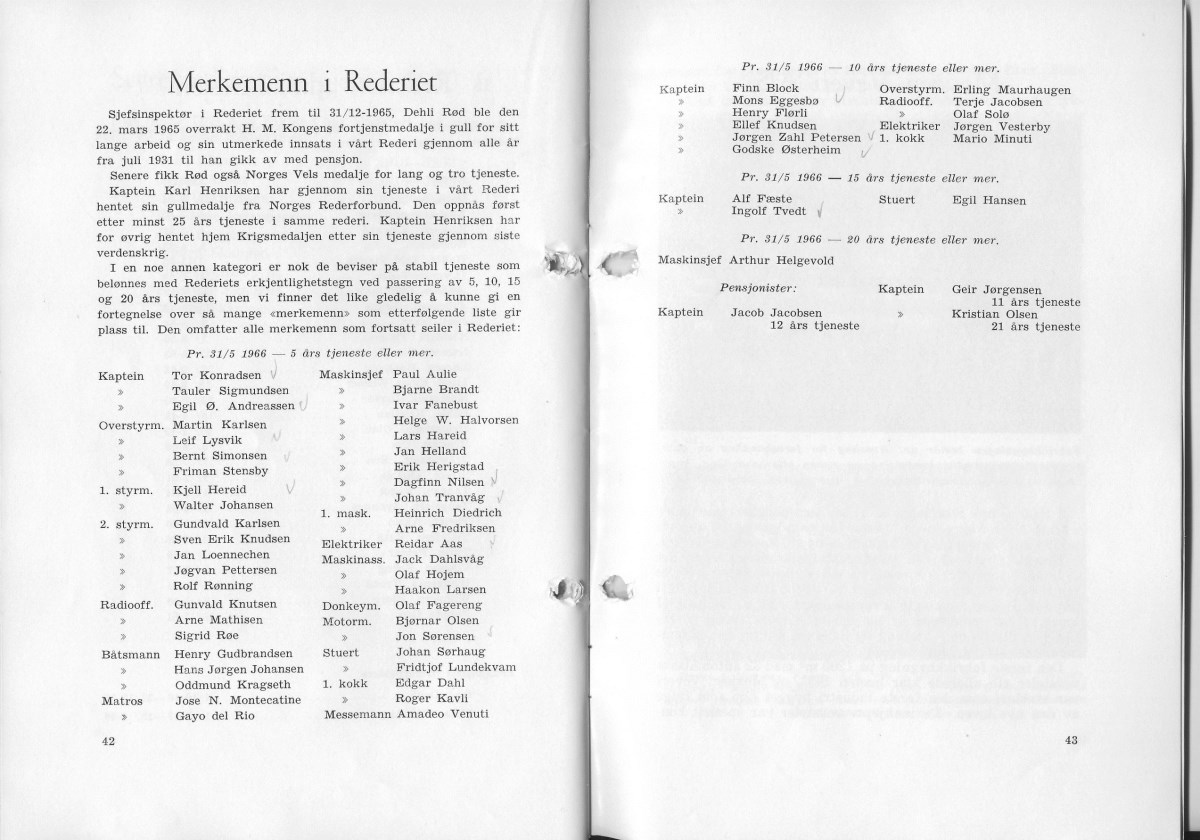 Merkemenn i Rederiet
Sjefsinspektør i Rederiet frem til 31/12-1965, Dehli Rød ble den
22. mars 1965 overrakt H. M. Kongens fortjenstmedalje i gull for sitt
lange arbeid og sin utmerkede innsats i vårt Rederi gjennom alle år
fra juli 1931 til han gikk av med pensjon.
Senere fikk Rød også Norges Vels medalje for lang og tro tjeneste.
Kaptein Karl Henriksen har gjennom sin tjeneste i vårt Rederi
hentet sin gullmedalje fra Norges Rederforbund. Den oppnås først
etter minst 25 års tjeneste i samme rederi. Kaptein Henriksen har
for øvrig hentet hjem Krigsmedaljen etter sin tjeneste gjennom siste
verdenskrig.
I en noe annen kategori er nok de beviser på stabil tjeneste som
belønnes med Rederiets erkjentlighetstegn ved passering av 5, 10, 15
og 20 års tjeneste, men vi finner det like gledelig å kunne gi en
fortegnelse over så mange «merkemenn» som etterfølgende liste gir
plass til. Den omfatter alle merkemenn som fortsatt seiler i Rederiet:
Pr. 31/5 1966 — 5 års tjeneste eller mer.
Kaptein Tor Konradsen
» Tauler Sigmundsen
» Egil Ø. Andreassen
Overstyrm. Martin Karlsen
» Leif Lysvik
» Bernt Simonsen
» Friman Stensby
1. styrm. Kjell Hereid
» Walter Johansen
2. styrm. Gundvald Karlsen
» Sven Erik Knudsen
» Jan Loennechen
» Jøgvan Pettersen
» Rolf Rønning
Radiooff. Gunvald Knutsen
» Arne Mathisen
» Sigrid Røe
Båtsmann Henry Gudbrandsen
» Hans Jørgen Johansen
» Oddmund Kragseth
Matros Jose N. Montecatine
» Gayo del Rio
Maskinsjef Paul Aulie
» Bjarne Brandt
» Ivar Fanebust
» Helge W. Halvorsen
» Lars Hareid
» Jan Helland
» Erik Herigstad
» Dagfinn Nilsen
» Johan Tranvåg
1. mask. Heinrich Diedrich
» Arne Fredriksen
Elektriker Reidar Aas
Maskinass. Jack Dahlsvåg
» Olaf Hojem
» Haakon Larsen
Donkeym. Olaf Fagereng
Motorm. Bjørnar Olsen
» Jon Sørensen
Stuert Johan Sørhaug
» Fridtjof Lundekvam
1. kokk Edgar Dahl
» Roger Kavli
Messemann Amadeo Venuti
42
Pr. 31/5 1966 — 10 års tjeneste eller mer.
Kaptein Finn Block
» Mons Eggesbø
» Henry Flørli
» Ellef Knudsen
» Jørgen Zahl Petersen
» Godske Østerheim
Overstyrm. Erling Maurhaugen
Radiooff. Terje Jacobsen
» Olaf Solø
Elektriker Jørgen Vesterby
1. kokk Mario Minuti
Pr. 31/5 1966 — 15 års tjeneste eller mer.
Kaptein Alf Fæste
» Ingolf Tvedt
Stuert Egil Hansen
Pr. 31/5 1966 — 20 års tjeneste eller mer.
Maskinsjef Arthur Helgevold
Pensjonister:
Kaptein Jacob Jacobsen
12 års tjeneste
Kaptein Geir Jørgensen
11 års tjeneste
» Kristian Olsen
21 års tjeneste
43